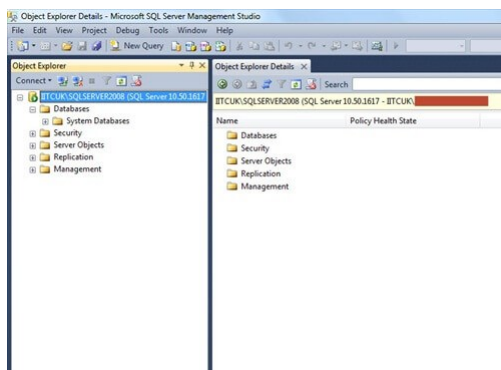 Object Explorer Details - Microsoft SQL Server Management Studio
File Edit View Project Debug Tools Window Help
New Query
Object Explorer
Connect
IITCUK\SQLSERVER2008 (SQL Server 10.50.1617
Databases
System Databases
Security
Server Objects
Replication
Management
Object Explorer Details
Search
IITCUK\SQLSERVER2008 (SQL Server 10.50.1617 - IITCUK\
Name Policy Health State
Databases
Security
Server Objects
Replication
Management